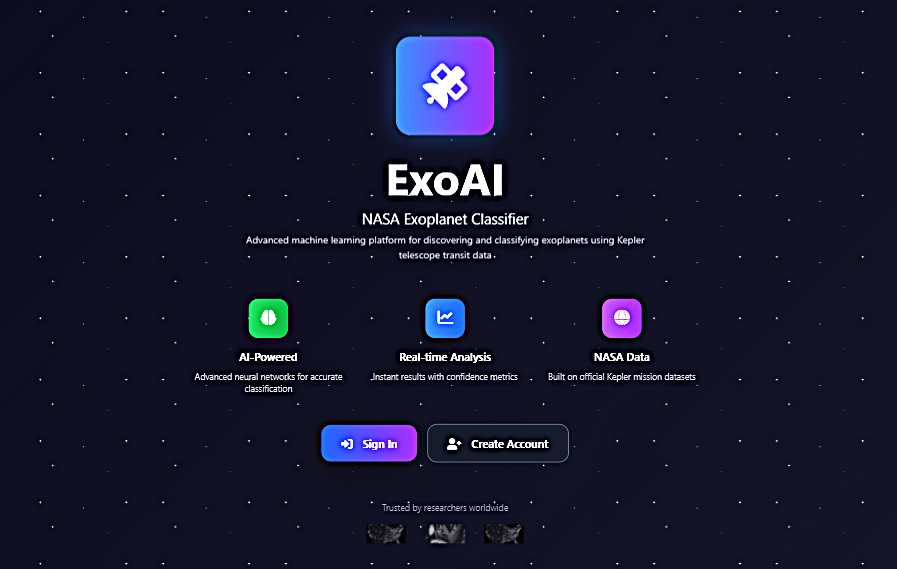 ExoAI
NASA Exoplanet Classifier
Advanced machine learning platform for discovering and classifying exoplanets using Kepler
telescope transit data
AI-Powered
Advanced neural networks for accurate
classification
Real-time Analysis
Instant results with confidence metrics
NASA Data
Built on official Kepler mission datasets
Sign In
Create Account
Trusted by researchers worldwide